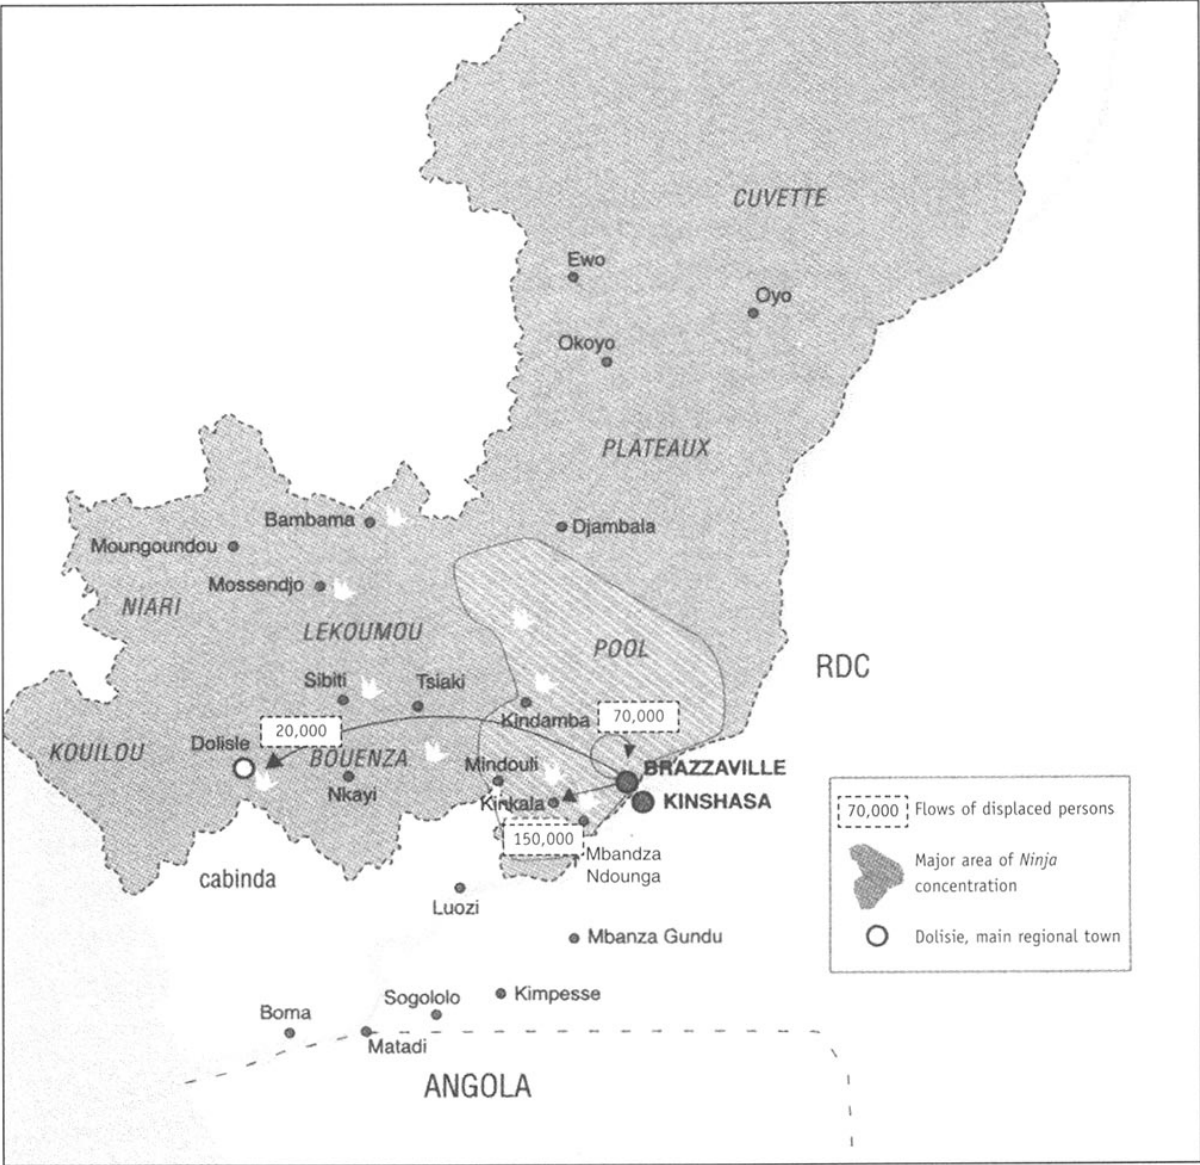 CUVETTE
Ewo
Oyo
Okoyo
PLATEAUX
Bambama
Djambala
Moungoundou
Mossendjo
NIARI
LEKOUMOU
POOL
RDC
Sibiti
Tsiaki
Kindamba
70,000
20,000
Dolisle
KOUILOU
BOUENZA
Mindouli
BRAZZAVILLE
Nkayi
Kinkala
KINSHASA
150,000
Mbandza
Ndounga
cabinda
Luozi
Mbanza Gundu
Sogololo
Kimpesse
Boma
Matadi
ANGOLA
70,000 Flows of displaced persons
Major area of Ninja
concentration
Dolisie, main regional town